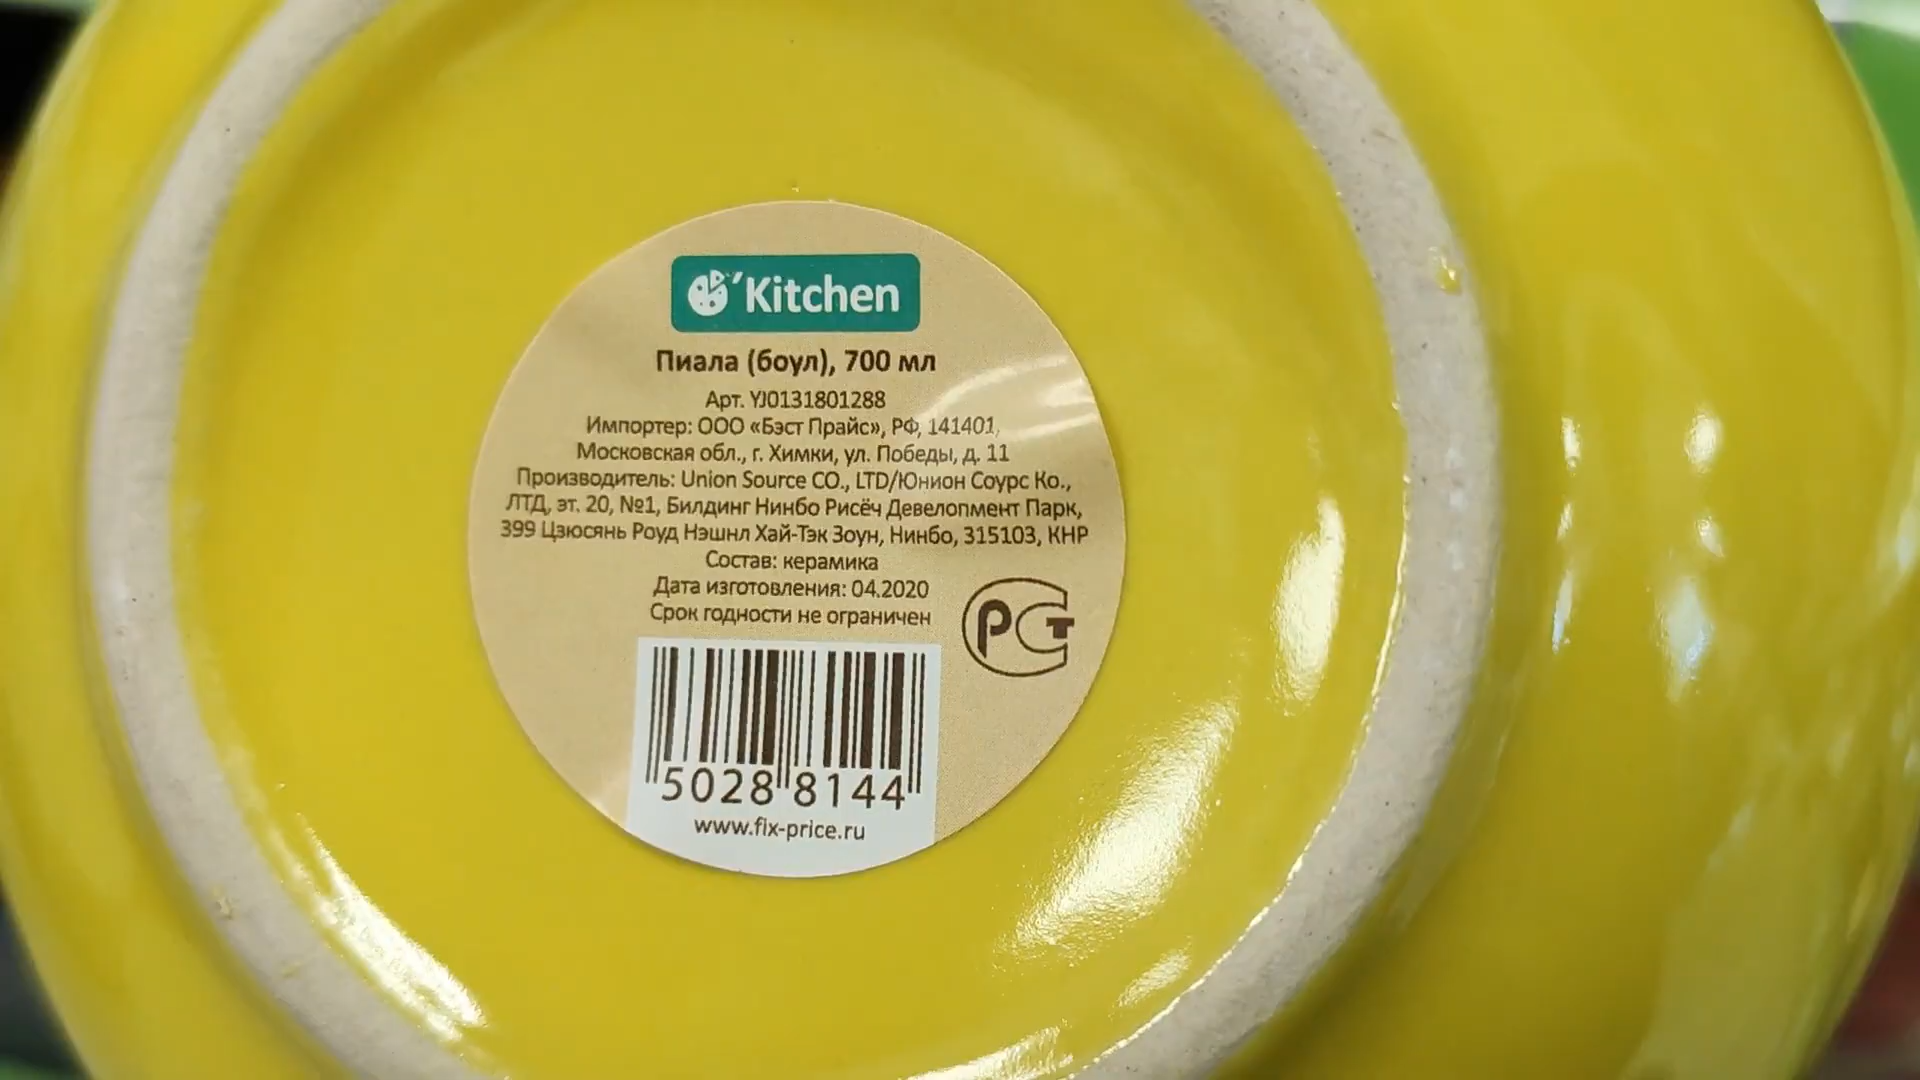 'Kitchen
Пиала (боул), 700 мл
Арт. YJ0131801288
Импортер: ООО «Бэст Прайс», РФ, 141401,
Московская обл., г. Химки, ул. Победы, д. 11
Производитель: Union Source CO., LTD/Юнион Соурс Ко.,
ЛТД, эт. 20, №1, Билдинг Нинбо Рисёч Девелопмент Парк,
399 Цзюсянь Роуд Нэшнл Хай-Тэк Зоун, Нинбо, 315103, КНР
Состав: керамика
Дата изготовления: 04.2020
Срок годности не ограничен
РСТ
5028 8144
www.fix-price.ru